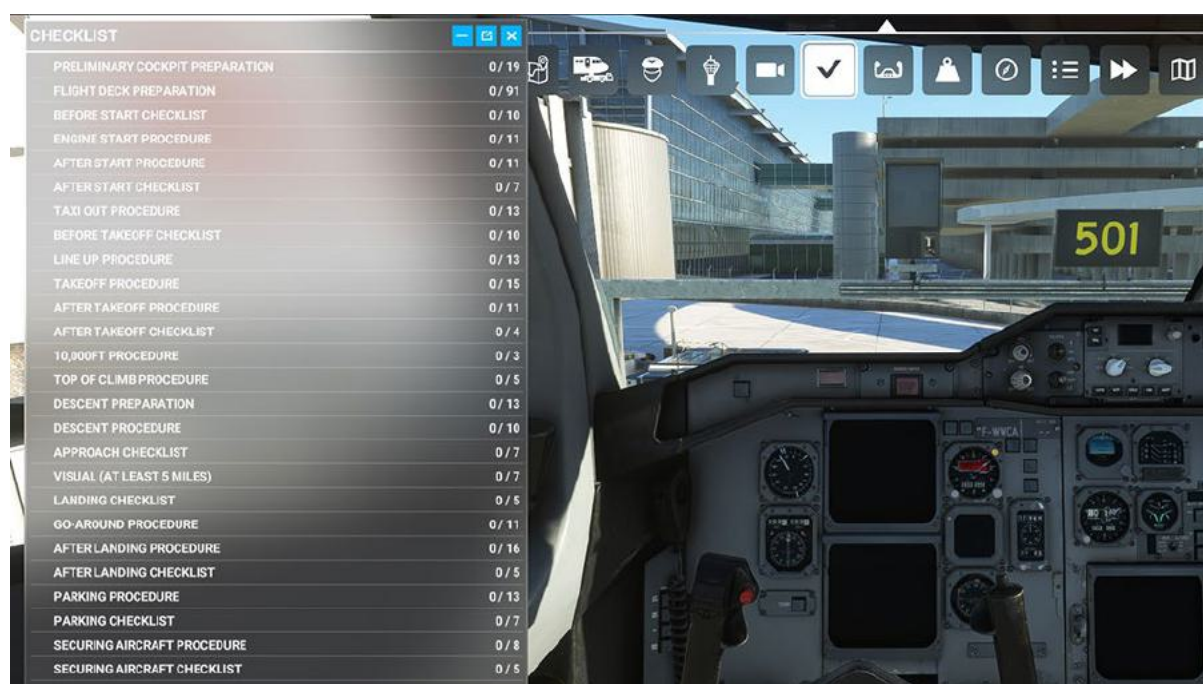 CHECKLIST
PRELIMINARY COCKPIT PREPARATION 0/19
FLIGHT DECK PREPARATION 0/91
BEFORE START CHECKLIST 0/10
ENGINE START PROCEDURE 0/11
AFTER START PROCEDURE 0/11
AFTER START CHECKLIST 0/7
TAXI OUT PROCEDURE 0/13
BEFORE TAKEOFF CHECKLIST 0/10
LINE UP PROCEDURE 0/13
TAKEOFF PROCEDURE 0/15
AFTER TAKEOFF PROCEDURE 0/11
AFTER TAKEOFF CHECKLIST 0/4
10,000FT PROCEDURE 0/3
TOP OF CLIMB PROCEDURE 0/5
DESCENT PREPARATION 0/13
DESCENT PROCEDURE 0/10
APPROACH CHECKLIST 0/7
VISUAL (AT LEAST 5 MILES) 0/7
LANDING CHECKLIST 0/5
GO-AROUND PROCEDURE 0/11
AFTER LANDING PROCEDURE 0/16
AFTER LANDING CHECKLIST 0/5
PARKING PROCEDURE 0/13
PARKING CHECKLIST 0/7
SECURING AIRCRAFT PROCEDURE 0/8
SECURING AIRCRAFT CHECKLIST 0/5
501
F-WWCA